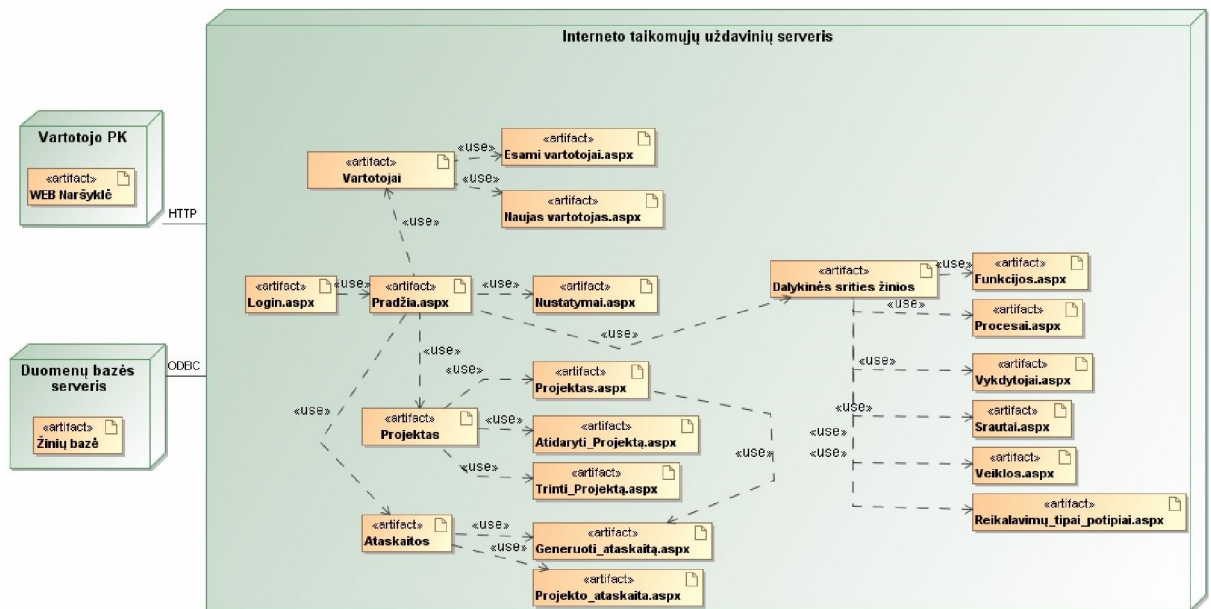 Interneto taikomųjų uždavinių serveris
Vartotojo PK
«artifact»
WEB Naršyklė
HTTP
Duomenų bazės
serveris
«artifact»
Žinių bazė
ODBC
«artifact»
Vartotojai
«use»
«artifact»
Esami vartotojai.aspx
«use»
«artifact»
Naujas vartotojas.aspx
«use»
«artifact»
Login.aspx
«use»
«artifact»
Pradžia.aspx
«use»
«artifact»
Nustatymai.aspx
«use»
«artifact»
Dalykinės srities žinios
«use»
«artifact»
Funkcijos.aspx
«use»
«artifact»
Procesai.aspx
«use»
«artifact»
Vykdytojai.aspx
«use»
«artifact»
Srautai.aspx
«use»
«artifact»
Veiklos.aspx
«use»
«artifact»
Reikalavimų_tipai_potipiai.aspx
«use»
«use»
«artifact»
Projektas.aspx
«use»
«artifact»
Projektas
«use»
«artifact»
Atidaryti_Projektą.aspx
«use»
«artifact»
Trinti_Projektą.aspx
«use»
«use»
«artifact»
Ataskaitos
«use»
«artifact»
Generuoti_ataskaitą.aspx
«use»
«artifact»
Projekto_ataskaita.aspx